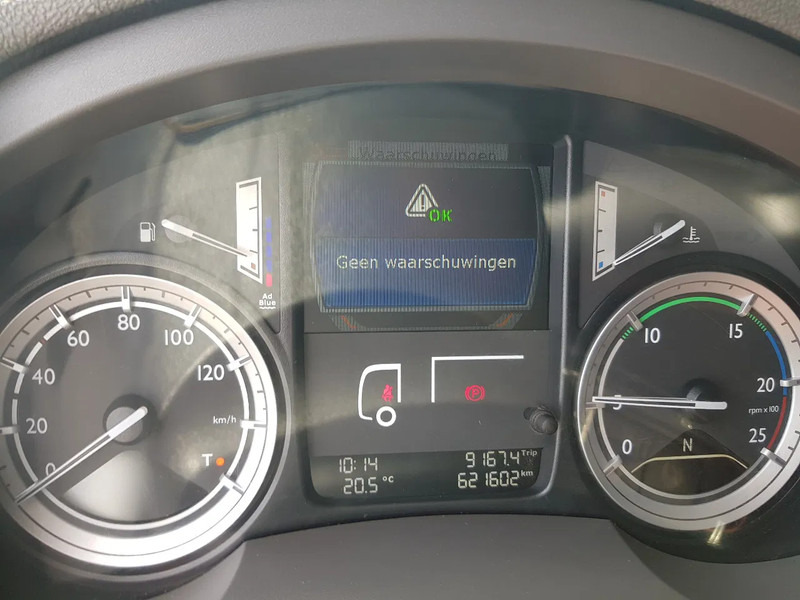 Waarschuwingen
OK
Geen waarschuwingen
Ad
Blue
0
20
40
60
80
100
120
km/h
T
P
10:14
20.5 °C
9167.4 Trip
621602 km
0
5
10
15
20
25
rpm x 100
N